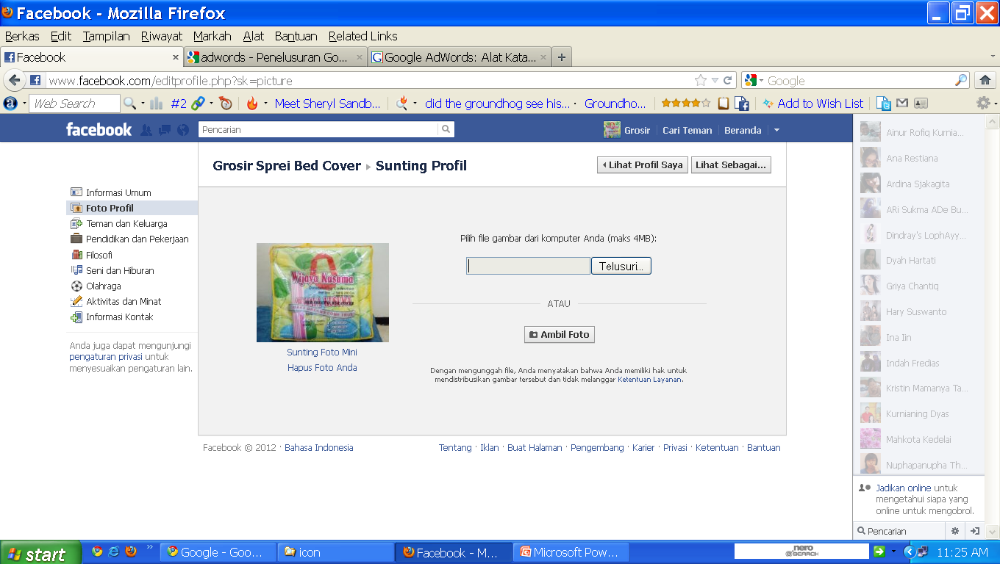 Facebook - Mozilla Firefox
Berkas Edit Tampilan Riwayat Markah Alat Bantuan Related Links
Facebook × adwords - Penelusuran Go... × Google AdWords: Alat Kata... × +
www.facebook.com/editprofile.php?sk=picture Google
a Web Search #2 Meet Sheryl Sandb... did the groundhog see his... · Groundho... Add to Wish List
facebook Pencarian Grosir Cari Teman Beranda
Grosir Sprei Bed Cover ▸ Sunting Profil Lihat Profil Saya Lihat Sebagai...
Informasi Umum
Foto Profil
Teman dan Keluarga
Pendidikan dan Pekerjaan
Filosofi
Seni dan Hiburan
Olahraga
Aktivitas dan Minat
Informasi Kontak
Anda juga dapat mengunjungi
pengaturan privasi untuk
menyesuaikan pengaturan lain.
Wijaya Kusuma
Sunting Foto Mini
Hapus Foto Anda
Pilih file gambar dari komputer Anda (maks 4MB):
Telusuri...
ATAU
Ambil Foto
Dengan mengunggah file, Anda menyatakan bahwa Anda memiliki hak untuk
mendistribusikan gambar tersebut dan tidak melanggar Ketentuan Layanan.
Facebook © 2012 · Bahasa Indonesia
Tentang · Iklan · Buat Halaman · Pengembang · Karier · Privasi · Ketentuan · Bantuan
Ainur Rofiq Kurnia...
Ana Restiana
Ardina Sjakagita
ARi Sukma ADe Bu...
Dindray's LophAyy...
Dyah Hartati
Griya Chantiq
Hary Suswanto
Ina Iin
Indah Fredias
Kristin Mamanya Ta...
Kurnianing Dyas
Mahkota Kedelai
Nuphapanupha Th...
Jadikan online untuk
mengetahui siapa yang
online untuk mengobrol.
Pencarian
start » Google - Goo... icon Facebook - M... Microsoft Pow... nero SEARCH 11:25 AM